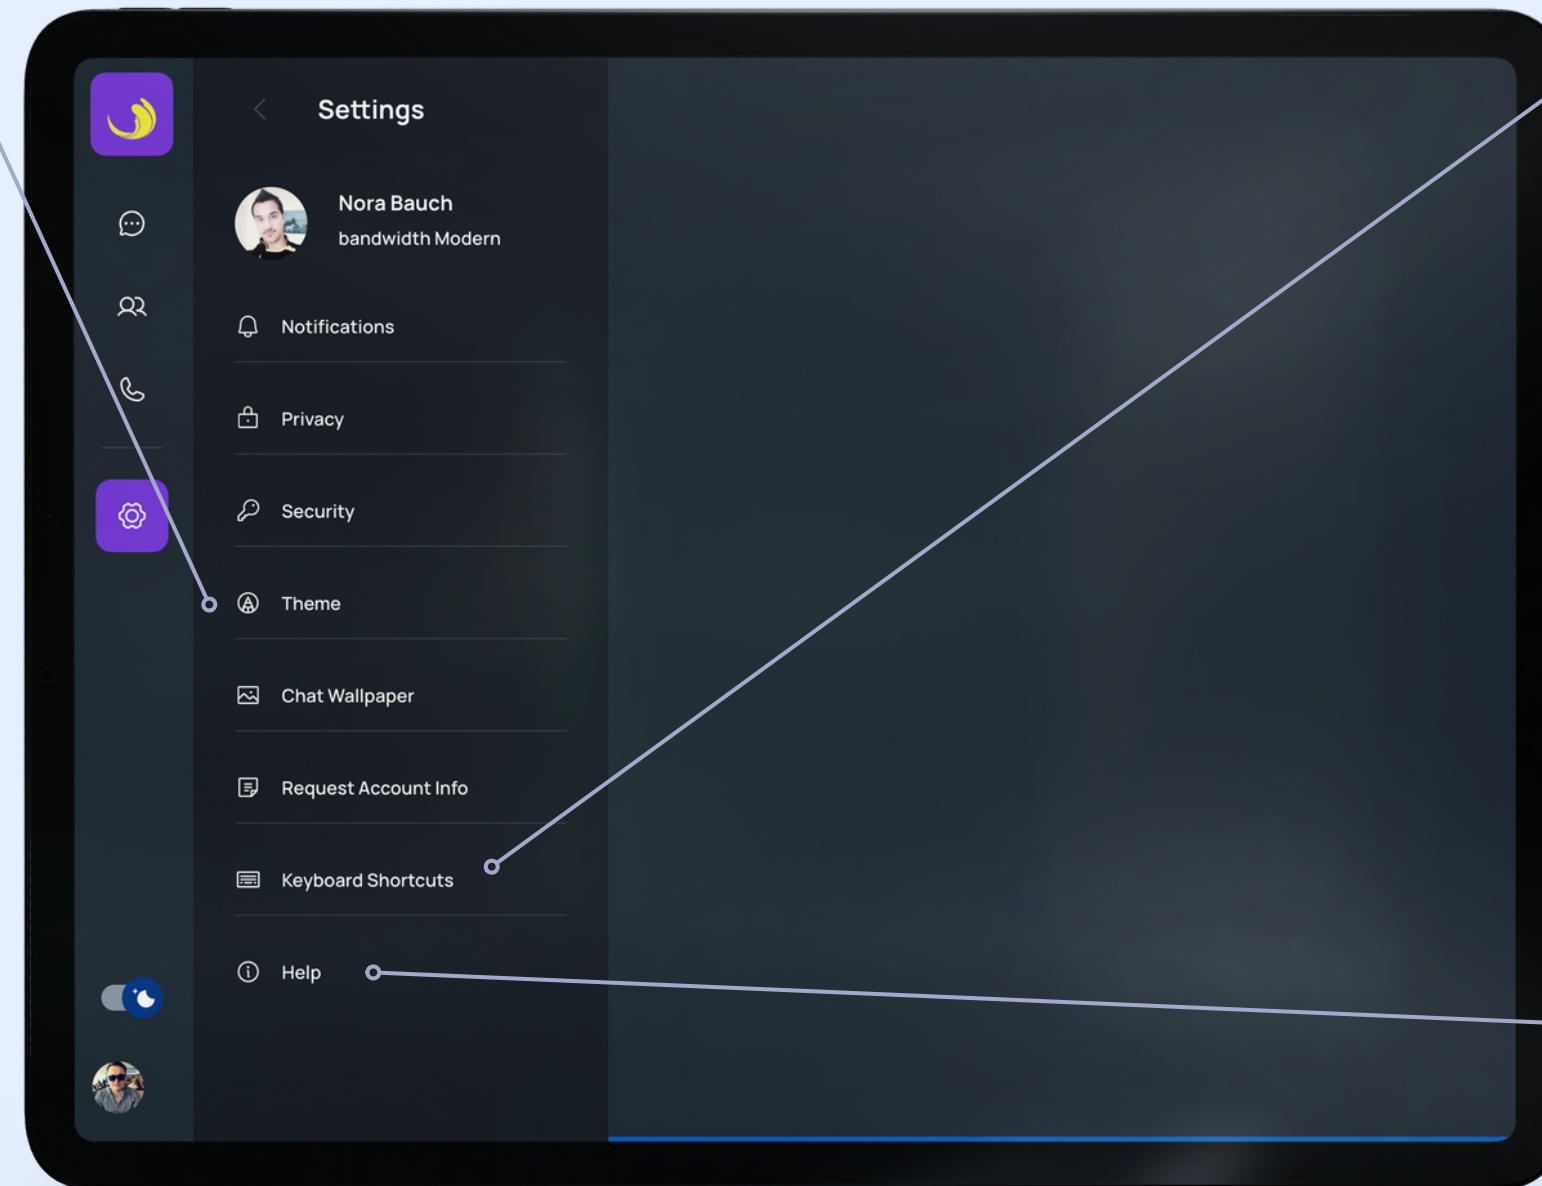 Settings
Nora Bauch
bandwidth Modern
Notifications
Privacy
Security
Theme
Chat Wallpaper
Request Account Info
Keyboard Shortcuts
Help